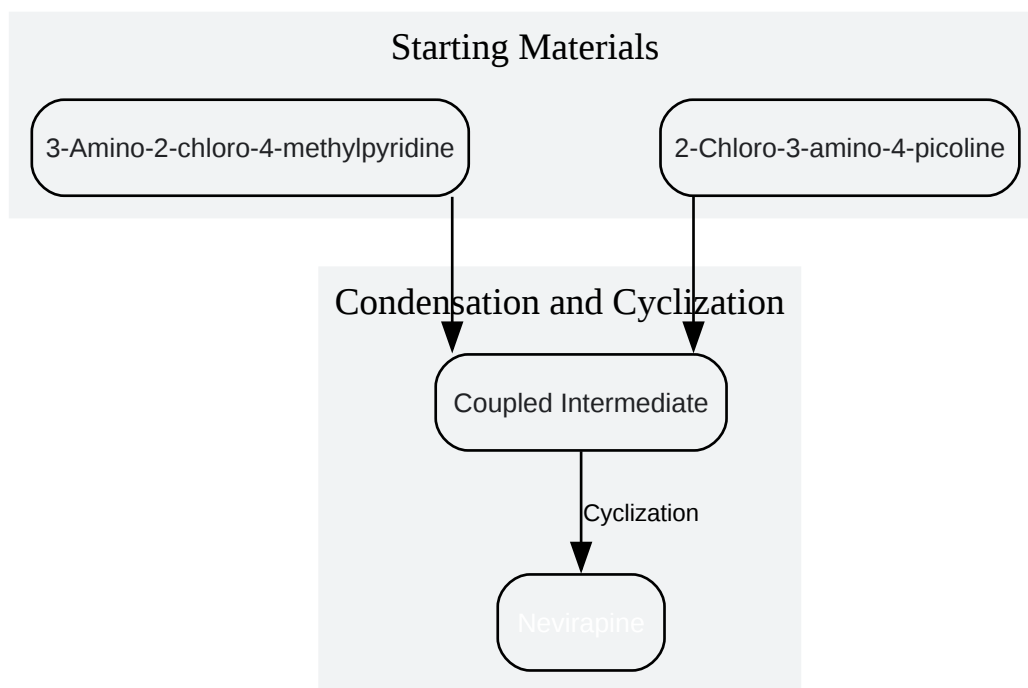 Starting Materials
3-Amino-2-chloro-4-methylpyridine
2-Chloro-3-amino-4-picoline
Condensation and Cyclization
Coupled Intermediate
Cyclization
Nevirapine